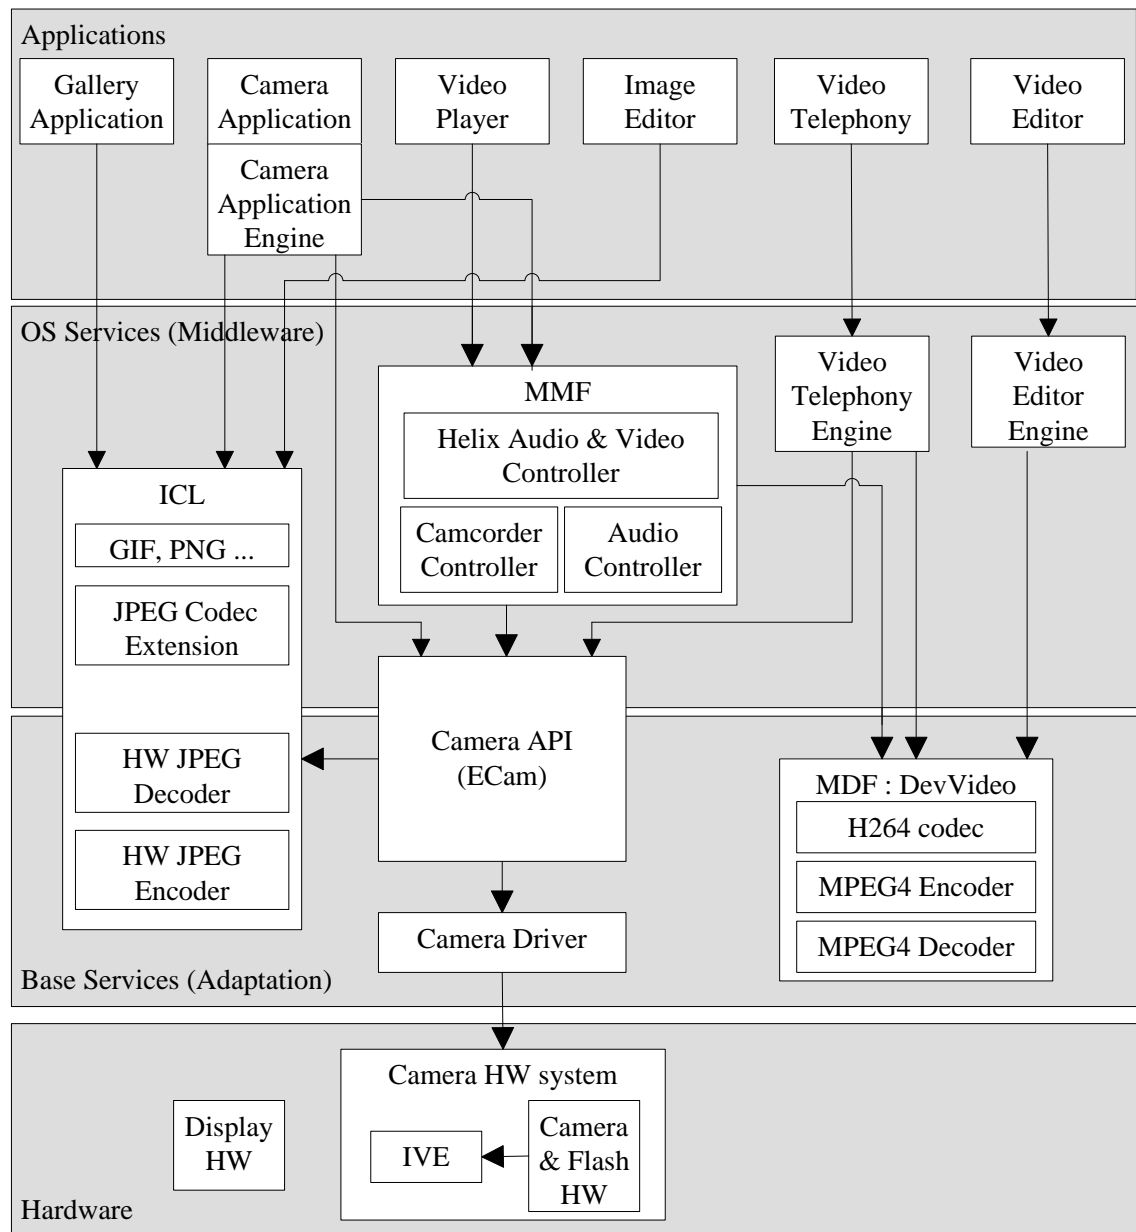 Applications
Gallery
Application
Camera
Application
Camera
Application
Engine
Video
Player
Image
Editor
Video
Telephony
Video
Editor
OS Services (Middleware)
Video
Telephony
Engine
Video
Editor
Engine
MMF
Helix Audio & Video
Controller
Camcorder
Controller
Audio
Controller
ICL
GIF, PNG ...
JPEG Codec
Extension
HW JPEG
Decoder
HW JPEG
Encoder
Camera API
(ECam)
MDF : DevVideo
H264 codec
MPEG4 Encoder
MPEG4 Decoder
Camera Driver
Base Services (Adaptation)
Camera HW system
Display
HW
IVE
Camera
& Flash
HW
Hardware